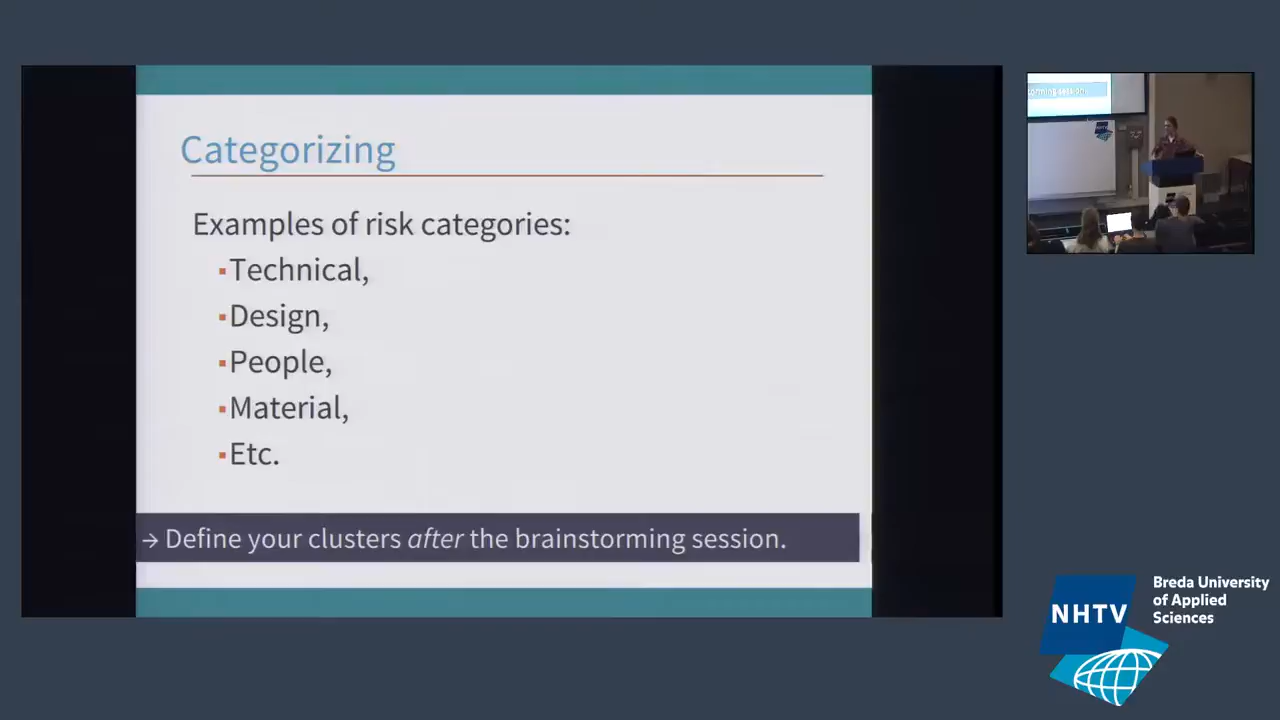 Categorizing
Examples of risk categories:
▪Technical,
▪Design,
▪People,
▪Material,
▪Etc.
→ Define your clusters after the brainstorming session.
NHTV
Breda University
of Applied
Sciences